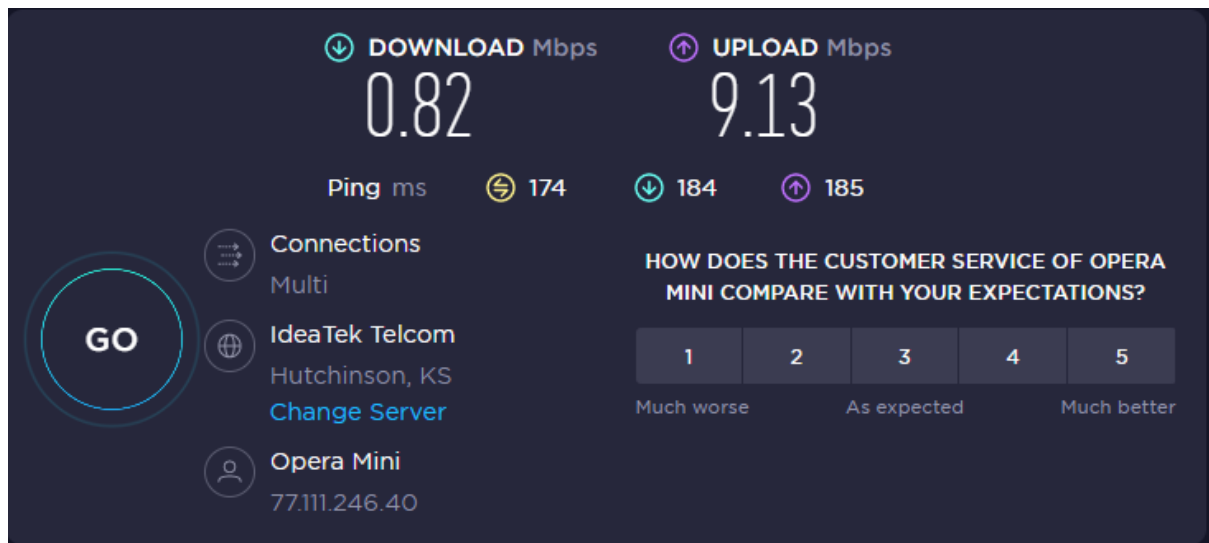 DOWNLOAD Mbps
0.82
UPLOAD Mbps
9.13
Ping ms 174 184 185
GO
Connections
Multi
IdeaTek Telcom
Hutchinson, KS
Change Server
Opera Mini
77.111.246.40
HOW DOES THE CUSTOMER SERVICE OF OPERA
MINI COMPARE WITH YOUR EXPECTATIONS?
1 2 3 4 5
Much worse As expected Much better